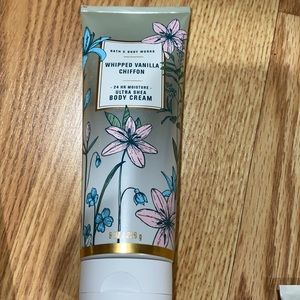 BATH & BODY WORKS
WHIPPED VANILLA
CHIFFON
- 24 HR MOISTURE -
ULTRA SHEA
BODY CREAM